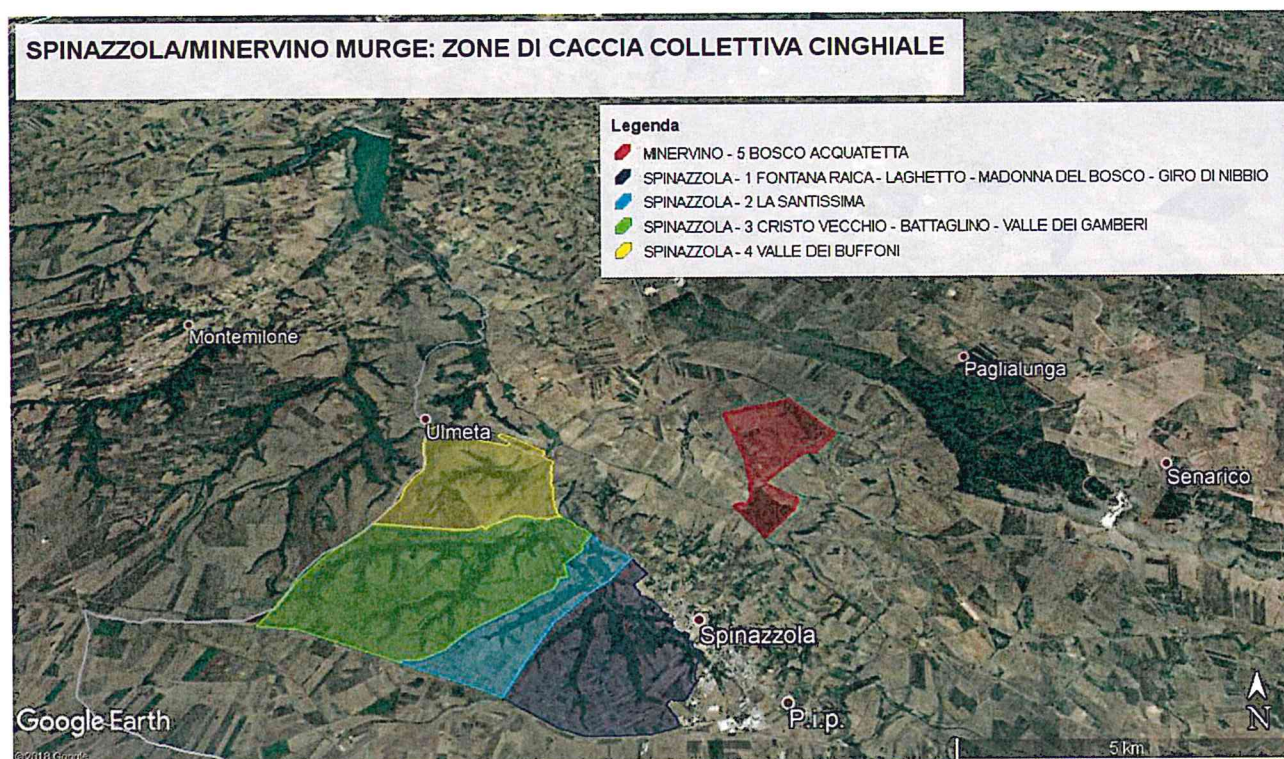 SPINAZZOLA/MINERVINO MURGE: ZONE DI CACCIA COLLETTIVA CINGHIALE
Legenda
MINERVINO - 5 BOSCO ACQUATETTA
SPINAZZOLA - 1 FONTANA RAICA - LAGHETTO - MADONNA DEL BOSCO - GIRO DI NIBBIO
SPINAZZOLA - 2 LA SANTISSIMA
SPINAZZOLA - 3 CRISTO VECCHIO - BATTAGLINO - VALLE DEI GAMBERI
SPINAZZOLA - 4 VALLE DEI BUFFONI
Montemilone
Paglialunga
Ulmeta
Senarico
Spinazzola
P.i.p.
Google Earth
©2018 Google
N
5 km